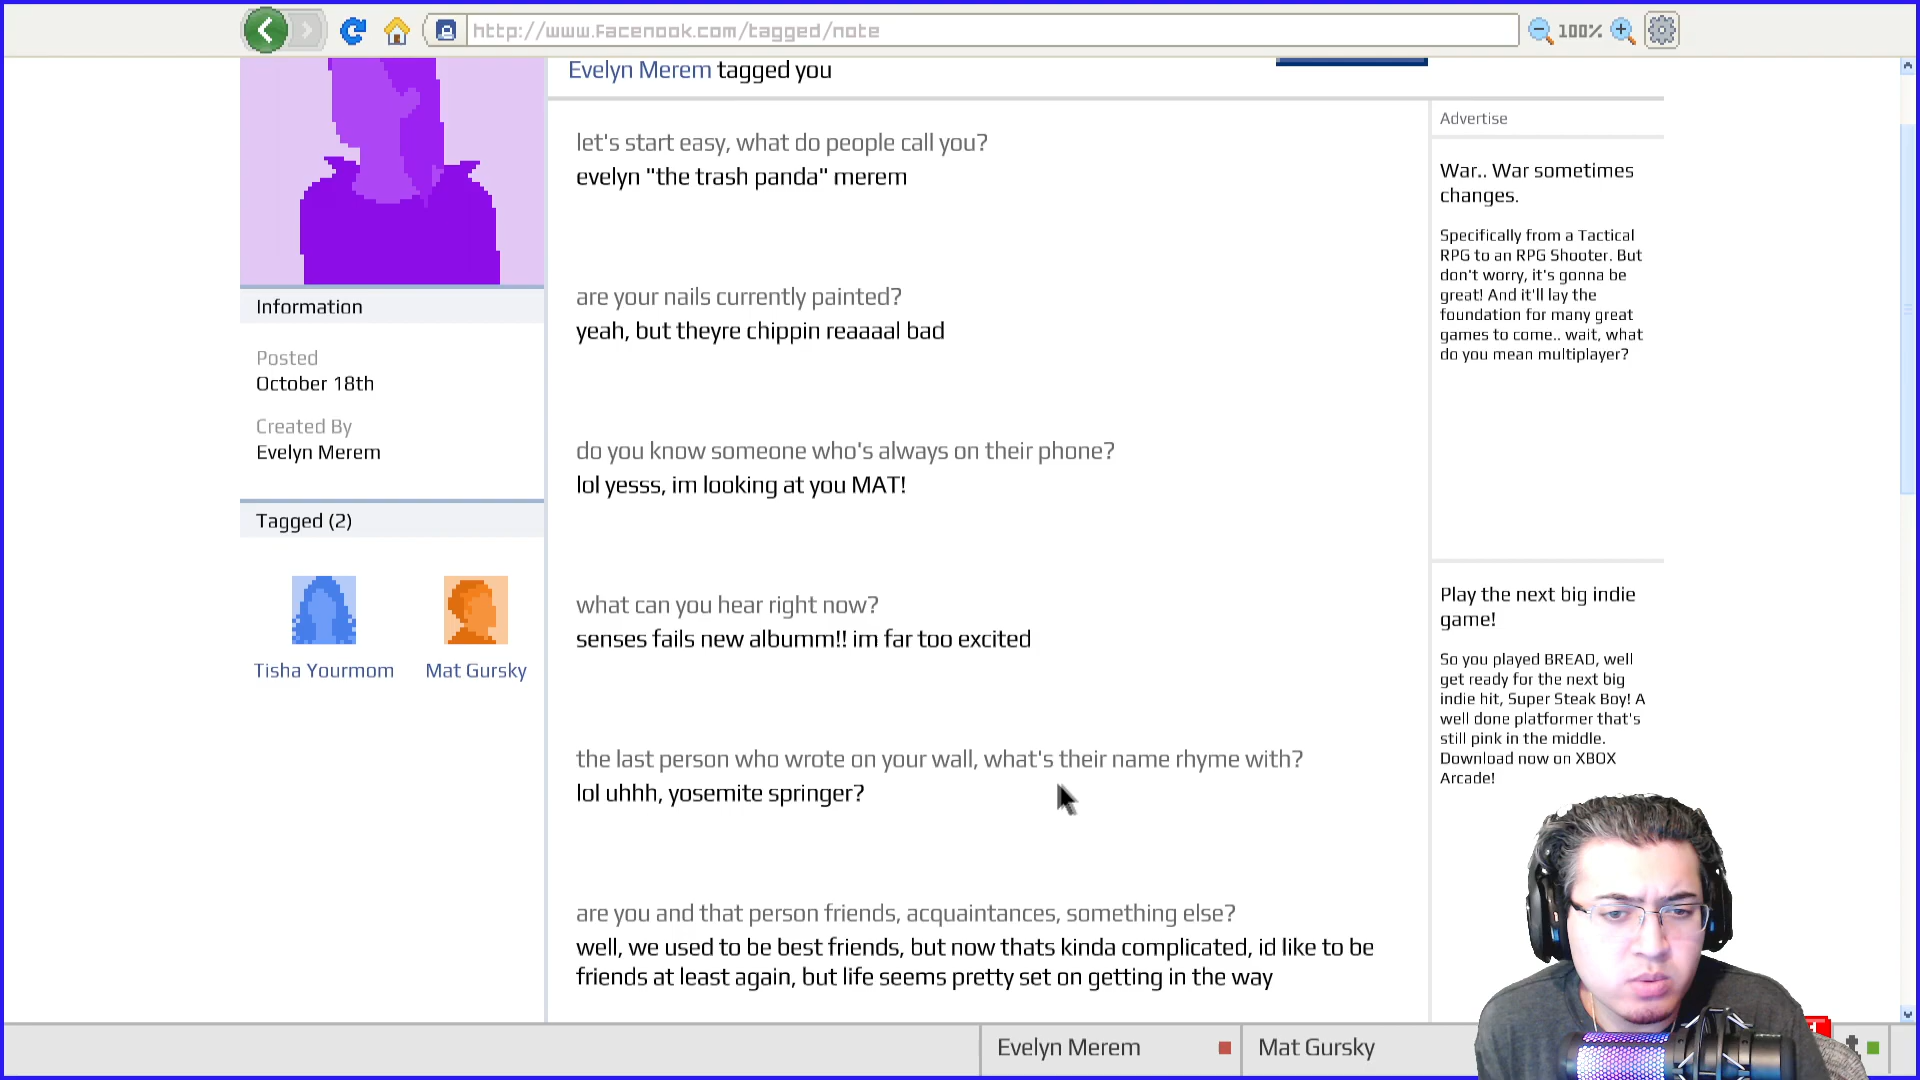 http://www.facenook.com/tagged/note
100%
Evelyn Merem tagged you
let's start easy, what do people call you?
evelyn "the trash panda" merem
are your nails currently painted?
yeah, but theyre chippin reaaaal bad
do you know someone who's always on their phone?
lol yesss, im looking at you MAT!
what can you hear right now?
senses fails new albumm!! im far too excited
the last person who wrote on your wall, what's their name rhyme with?
lol uhhh, yosemite springer?
are you and that person friends, acquaintances, something else?
well, we used to be best friends, but now thats kinda complicated, id like to be
friends at least again, but life seems pretty set on getting in the way
Information
Posted
October 18th
Created By
Evelyn Merem
Tagged (2)
Tisha Yourmom
Mat Gursky
Advertise
War.. War sometimes
changes.
Specifically from a Tactical
RPG to an RPG Shooter. But
don't worry, it's gonna be
great! And it'll lay the
foundation for many great
games to come.. wait, what
do you mean multiplayer?
Play the next big indie
game!
So you played BREAD, well
get ready for the next big
indie hit, Super Steak Boy! A
well done platformer that's
still pink in the middle.
Download now on XBOX
Arcade!
Evelyn Merem
Mat Gursky